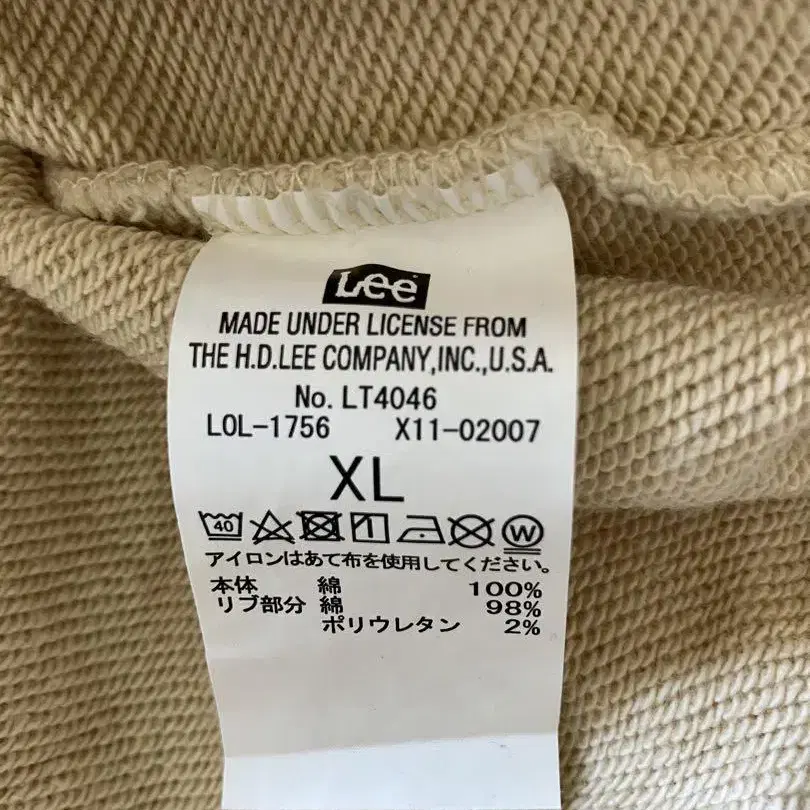 Lee
MADE UNDER LICENSE FROM
THE H.D.LEE COMPANY,INC.,U.S.A.
No. LT4046
LOL-1756 X11-02007
XL
40 W
アイロンはあて布を使用してください。
本体 綿 100%
リブ部分 綿 98%
ポリウレタン 2%